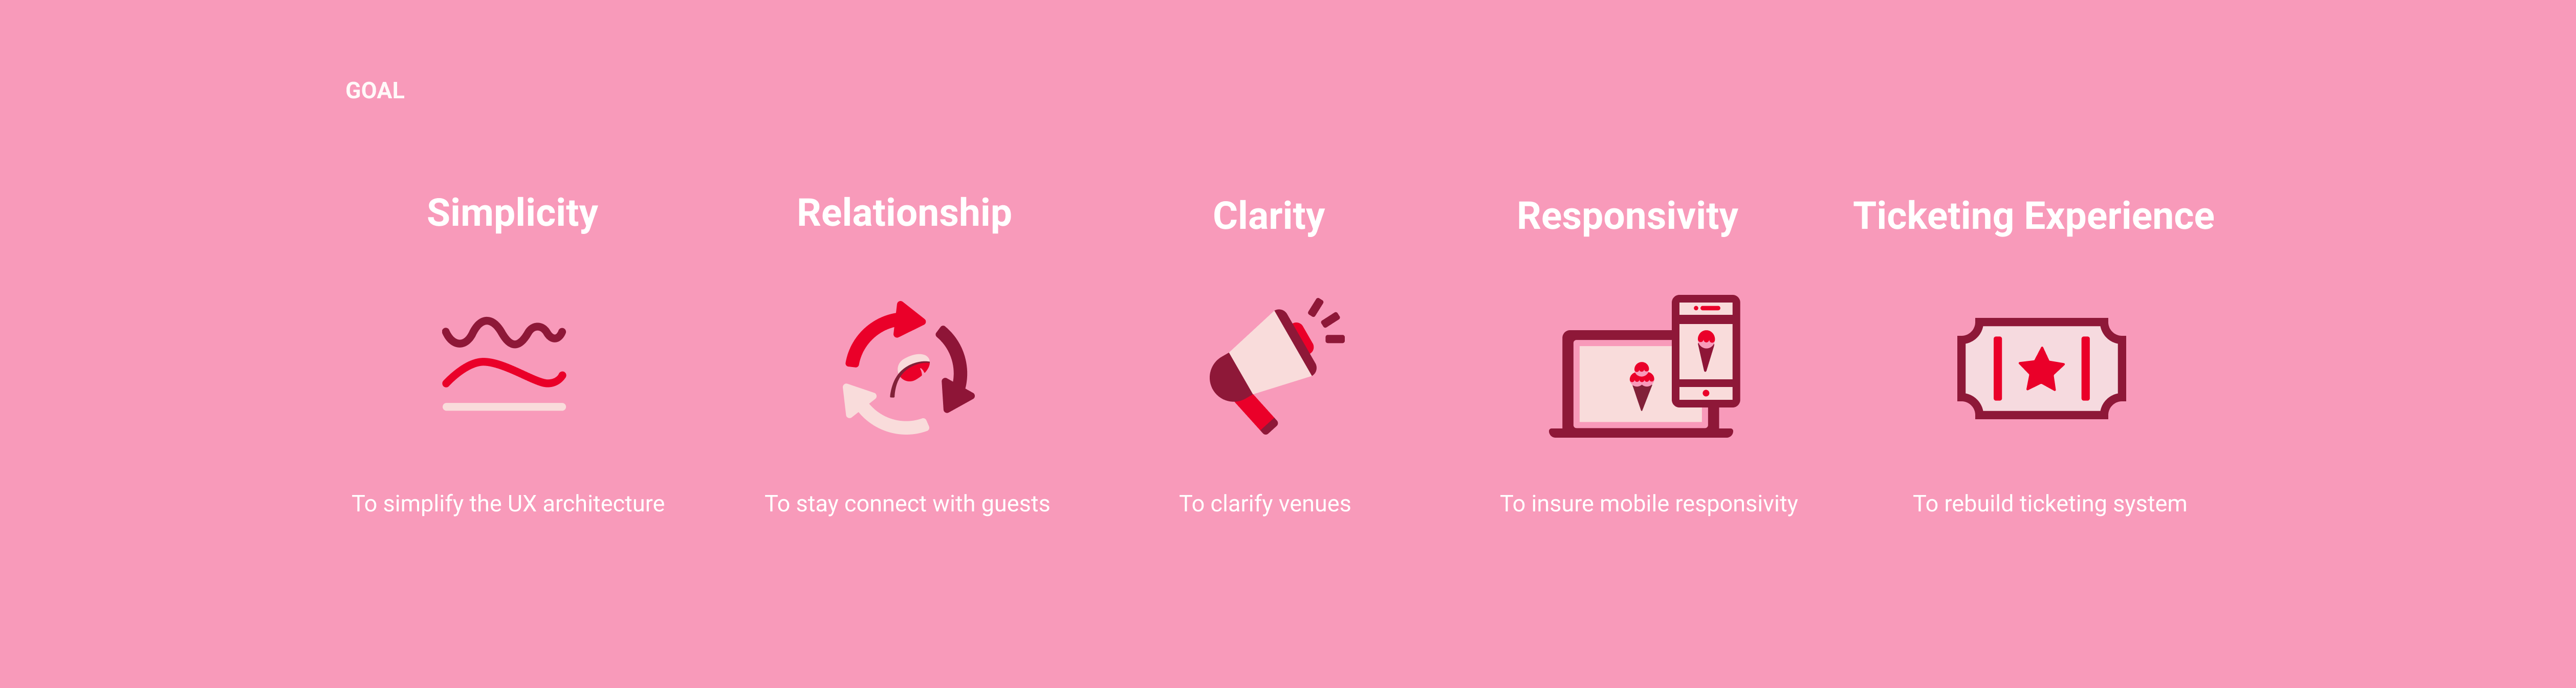 GOAL
Simplicity
Relationship
Clarity
Responsivity
Ticketing Experience
To simplify the UX architecture
To stay connect with guests
To clarify venues
To insure mobile responsivity
To rebuild ticketing system